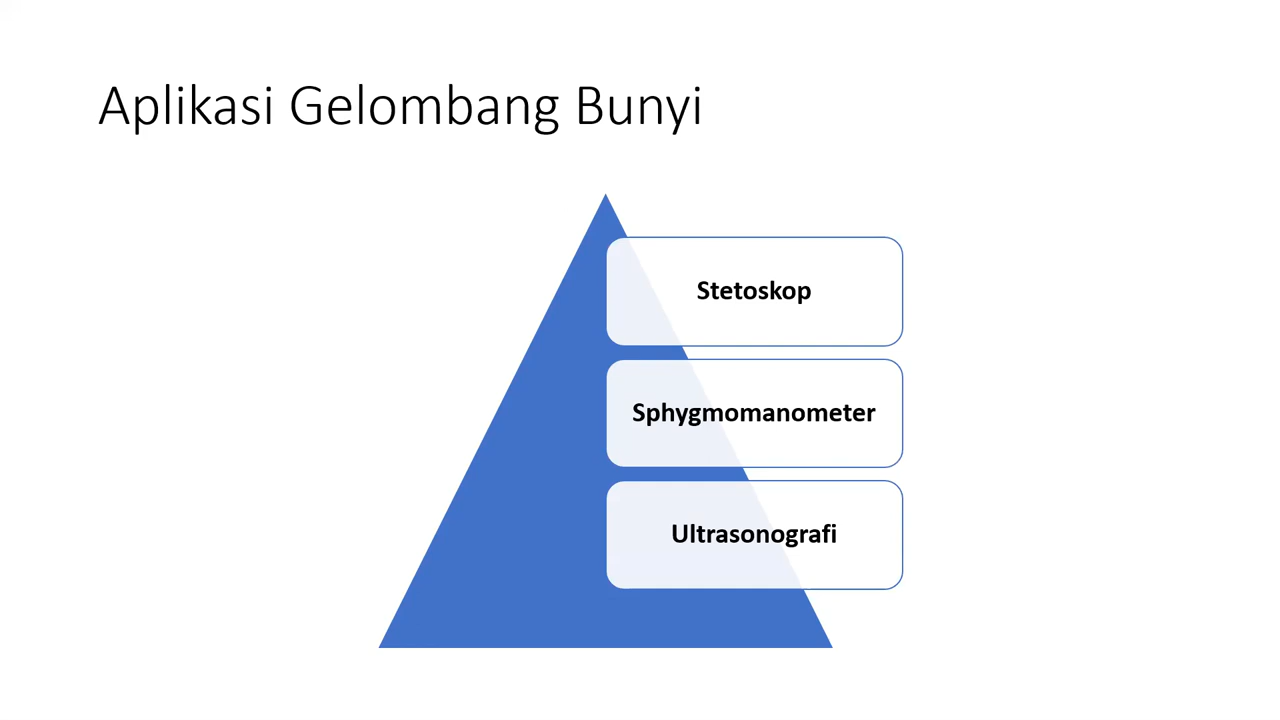 Aplikasi Gelombang Bunyi
Stetoskop
Sphygmomanometer
Ultrasonografi